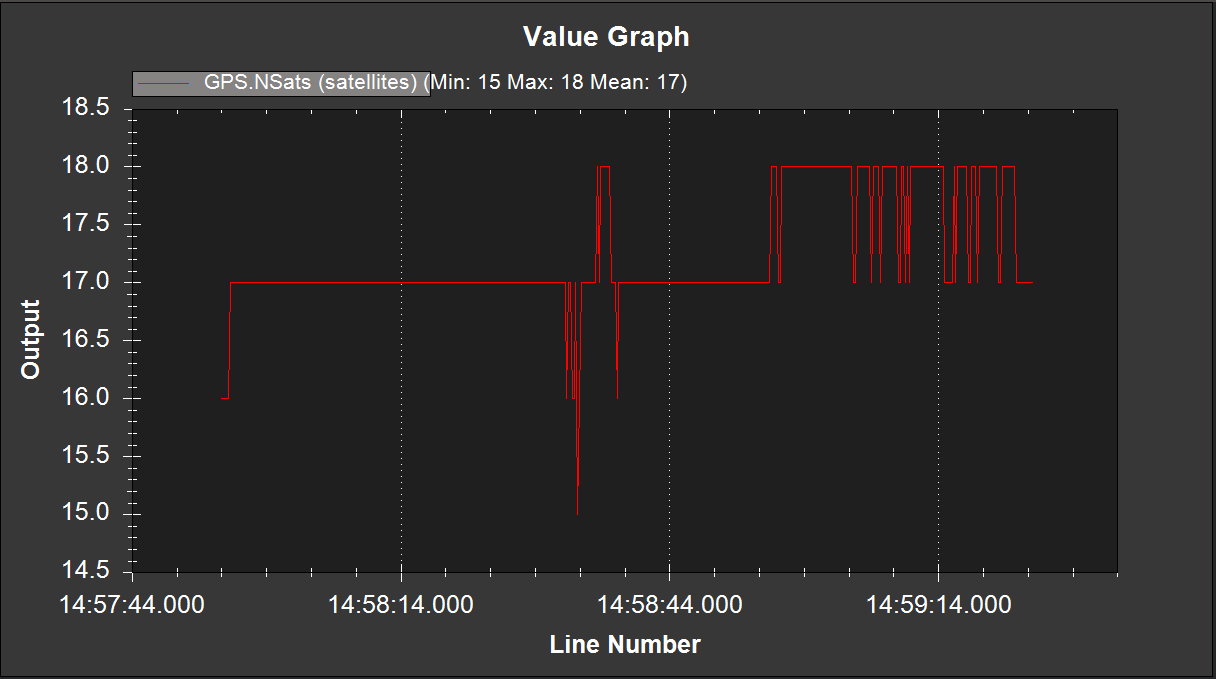 Value Graph
GPS.NSats (satellites) (Min: 15 Max: 18 Mean: 17)
18.5
18.0
17.5
17.0
16.5
16.0
15.5
15.0
14.5
Output
14:57:44.000 14:58:14.000 14:58:44.000 14:59:14.000
Line Number